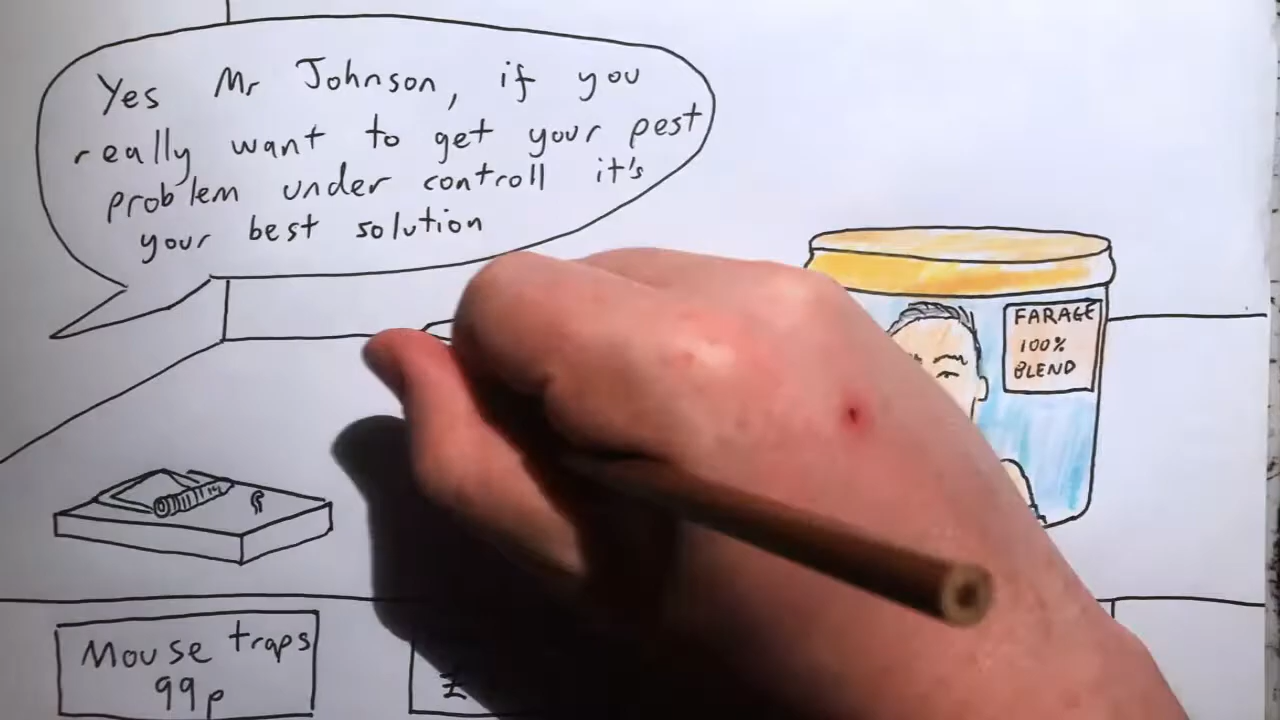 Yes Mr Johnson, if you
really want to get your pest
problem under controll it's
your best solution
FARAGE
100%
BLEND
Mouse traps
99p
£